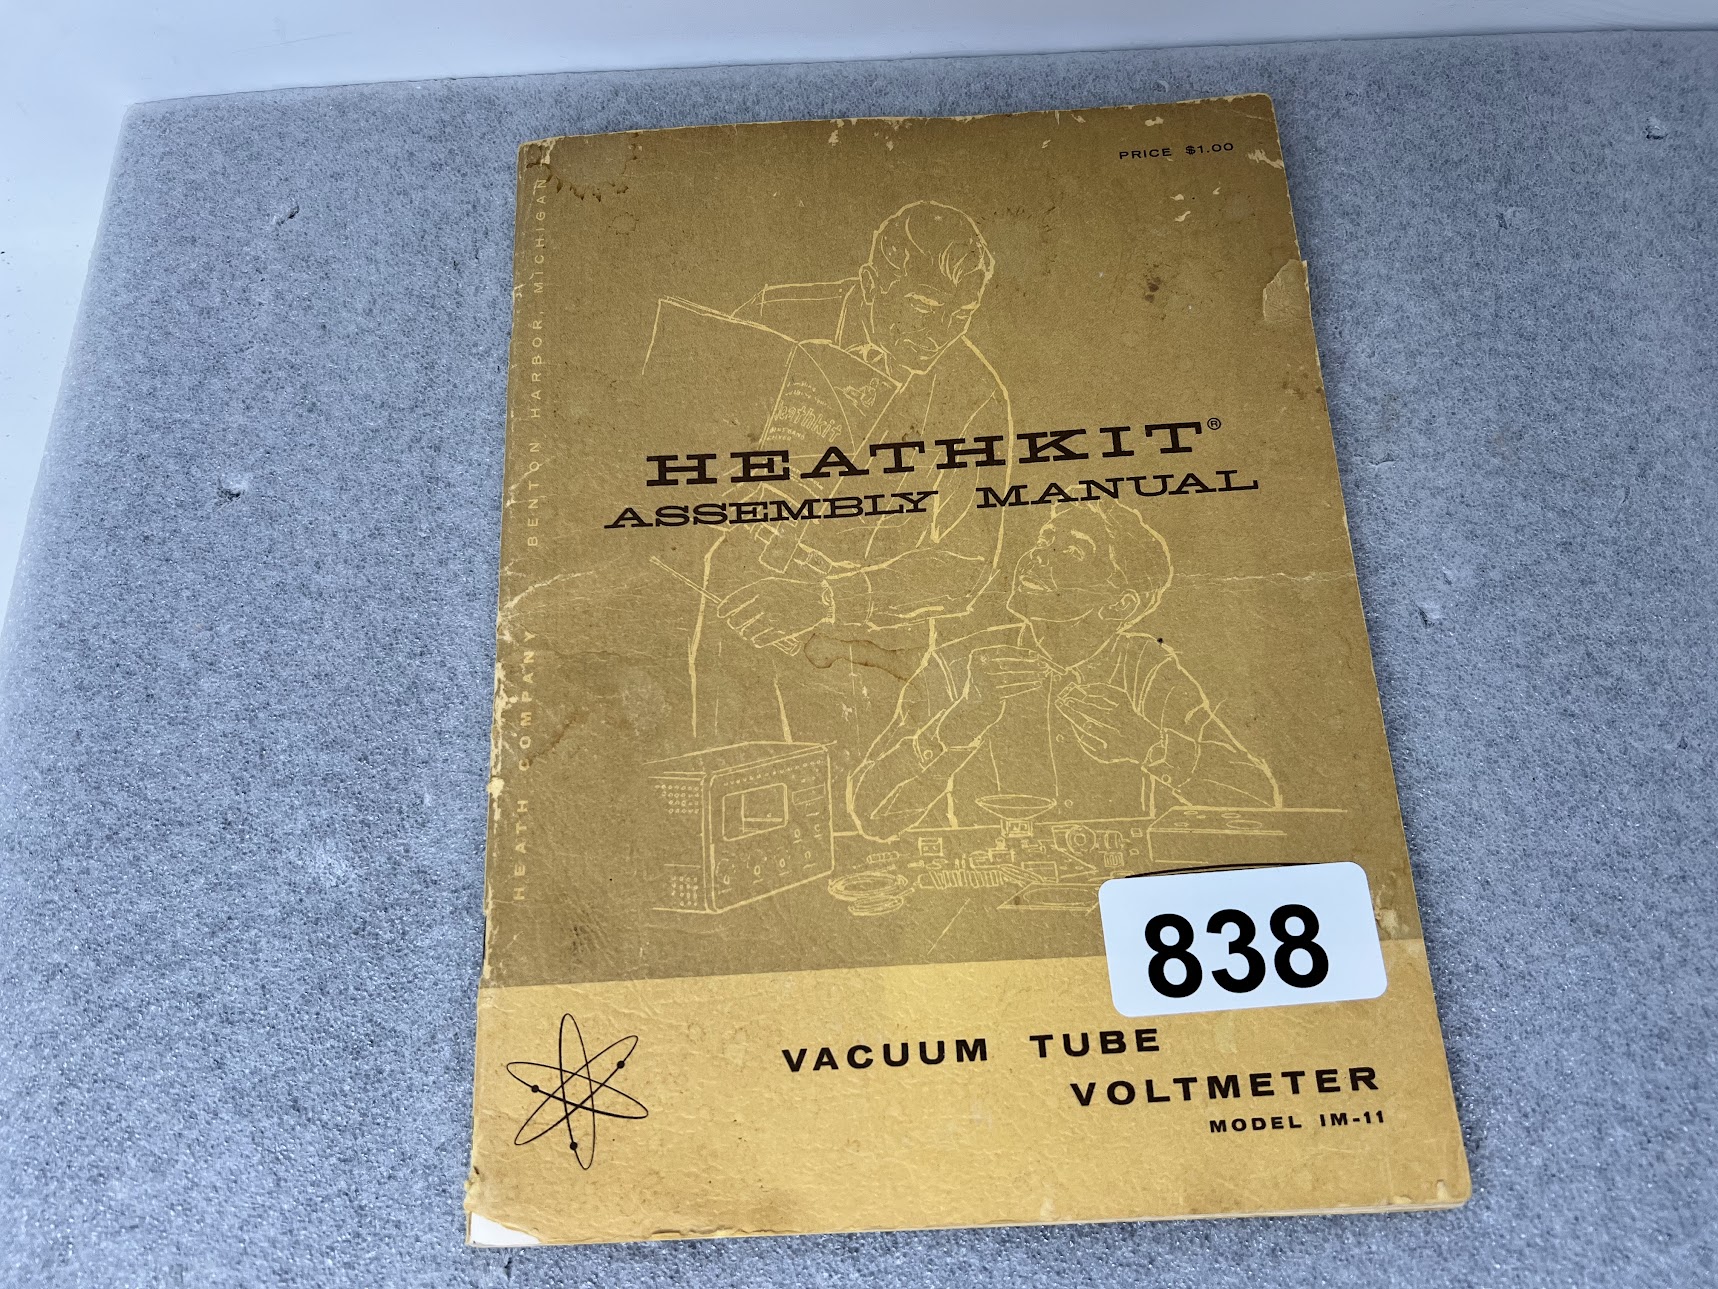 PRICE $1.00
HEATHKIT®
ASSEMBLY MANUAL
HEATH COMPANY BENTON HARBOR, MICHIGAN
838
VACUUM TUBE
VOLTMETER
MODEL IM-11